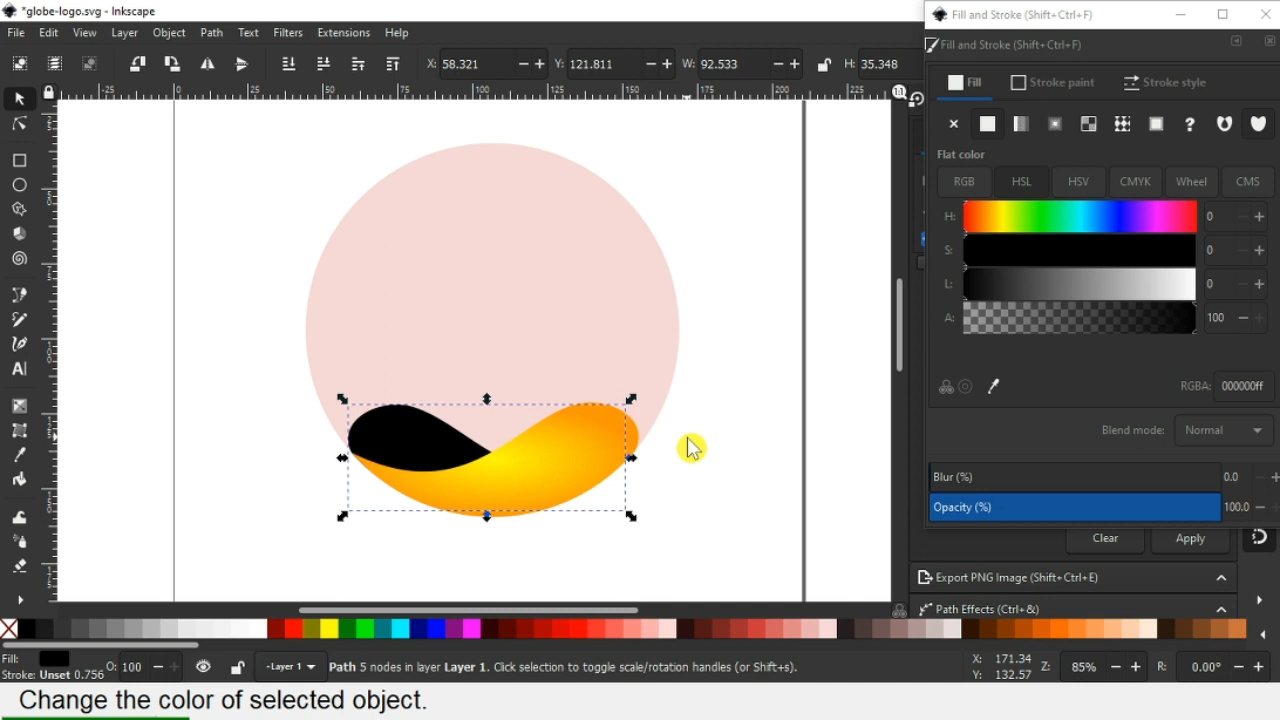 *globe-logo.svg - Inkscape
Fill and Stroke (Shift+Ctrl+F)
File Edit View Layer Object Path Text Filters Extensions Help
Fill and Stroke (Shift+Ctrl+F)
X: 58.321 Y: 121.811 W: 92.533 H: 35.348
Fill Stroke paint Stroke style
Flat color
RGB HSL HSV CMYK Wheel CMS
H: 0
S: 0
L: 0
A: 100
RGBA: 000000ff
Blend mode: Normal
Blur (%) 0.0
Opacity (%) 100.0
Clear Apply
Export PNG Image (Shift+Ctrl+E)
Path Effects (Ctrl+&)
Fill: O: 100 -Layer 1 Path 5 nodes in layer Layer 1. Click selection to toggle scale/rotation handles (or Shift+s). X: 171.34 Z: 85% R: 0.00°
Stroke: Unset 0.756 Y: 132.57
Change the color of selected object.